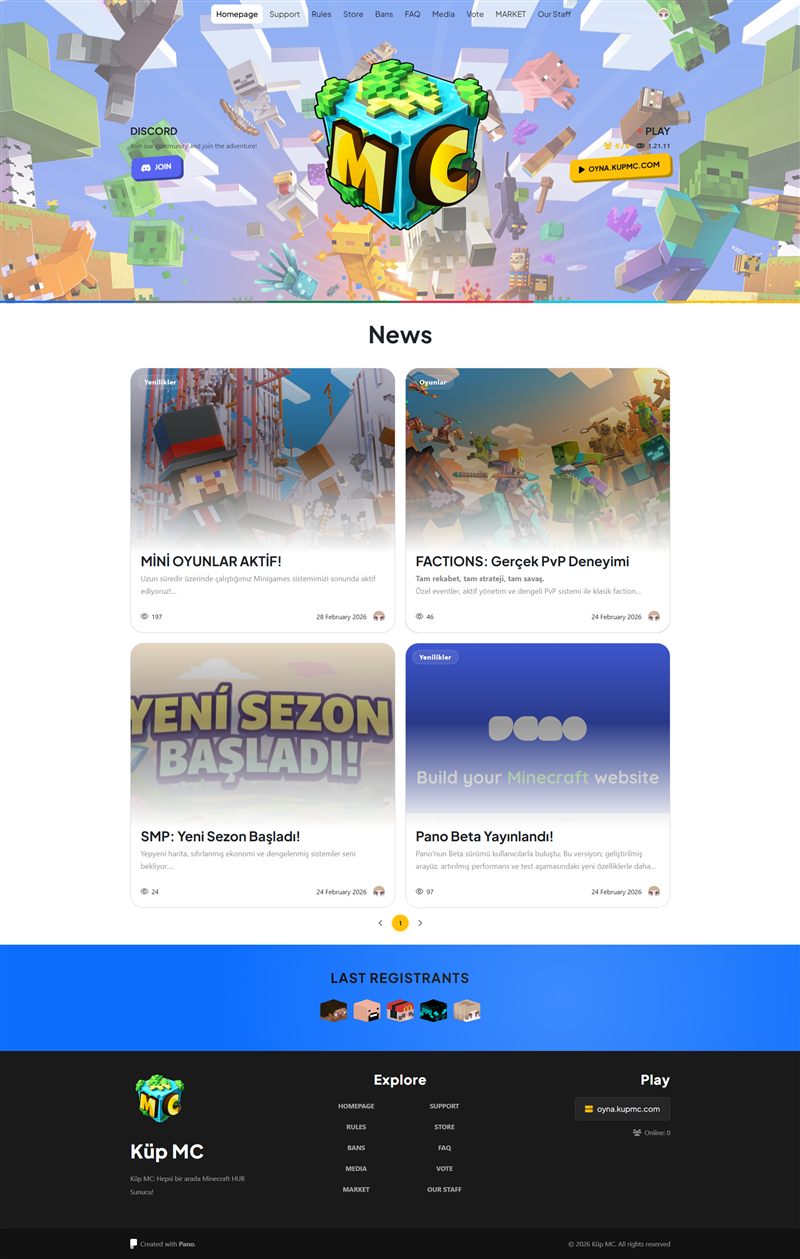 Homepage Support Rules Store Bans FAQ Media Vote MARKET Our Staff
MC
DISCORD
Join our community and join the adventure!
JOIN
PLAY
0 / 0 1.21.11
OYNA.KUPMC.COM
News
Yenilikler
MİNİ OYUNLAR AKTİF!
Uzun süredir üzerinde çalıştığımız Minigames sistemimizi sonunda aktif
ediyoruz!...
197 28 February 2026
Oyunlar
FACTIONS: Gerçek PvP Deneyimi
Tam rekabet, tam strateji, tam savaş.
Özel eventler, aktif yönetim ve dengeli PvP sistemi ile klasik faction...
46 24 February 2026
YENİ SEZON
BAŞLADI!
SMP: Yeni Sezon Başladı!
Yepyeni harita, sıfırlanmış ekonomi ve dengelenmiş sistemler seni
bekliyor....
24 24 February 2026
Yenilikler
PANO
Build your Minecraft website
Pano Beta Yayınlandı!
Pano'nun Beta sürümü kullanıcılarla buluştu. Bu versiyon; geliştirilmiş
arayüz, artırılmış performans ve test aşamasındaki yeni özelliklerle daha...
97 24 February 2026
1
LAST REGISTRANTS
MC
Küp MC
Küp MC: Hepsi bir arada Minecraft HUB
Sunucu!
Explore
HOMEPAGE SUPPORT
RULES STORE
BANS FAQ
MEDIA VOTE
MARKET OUR STAFF
Play
oyna.kupmc.com
Online: 0
Created with Pano.
© 2026 Küp MC. All rights reserved